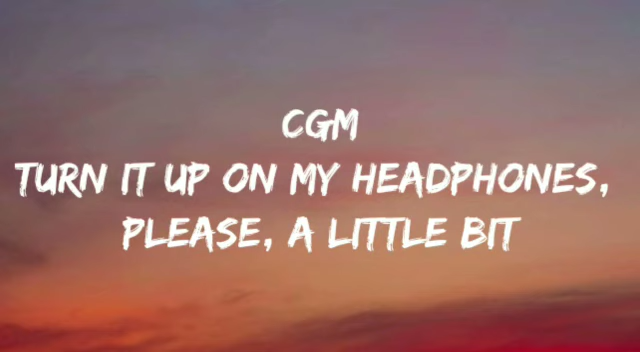 CGM
TURN IT UP ON MY HEADPHONES,
PLEASE, A LITTLE BIT